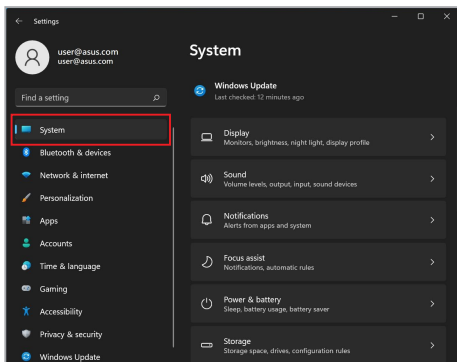 Settings
user@asus.com
user@asus.com
Find a setting
System
Bluetooth & devices
Network & internet
Personalization
Apps
Accounts
Time & language
Gaming
Accessibility
Privacy & security
Windows Update
System
Windows Update
Last checked: 12 minutes ago
Display
Monitors, brightness, night light, display profile
Sound
Volume levels, output, input, sound devices
Notifications
Alerts from apps and system
Focus assist
Notifications, automatic rules
Power & battery
Sleep, battery usage, battery saver
Storage
Storage space, drives, configuration rules